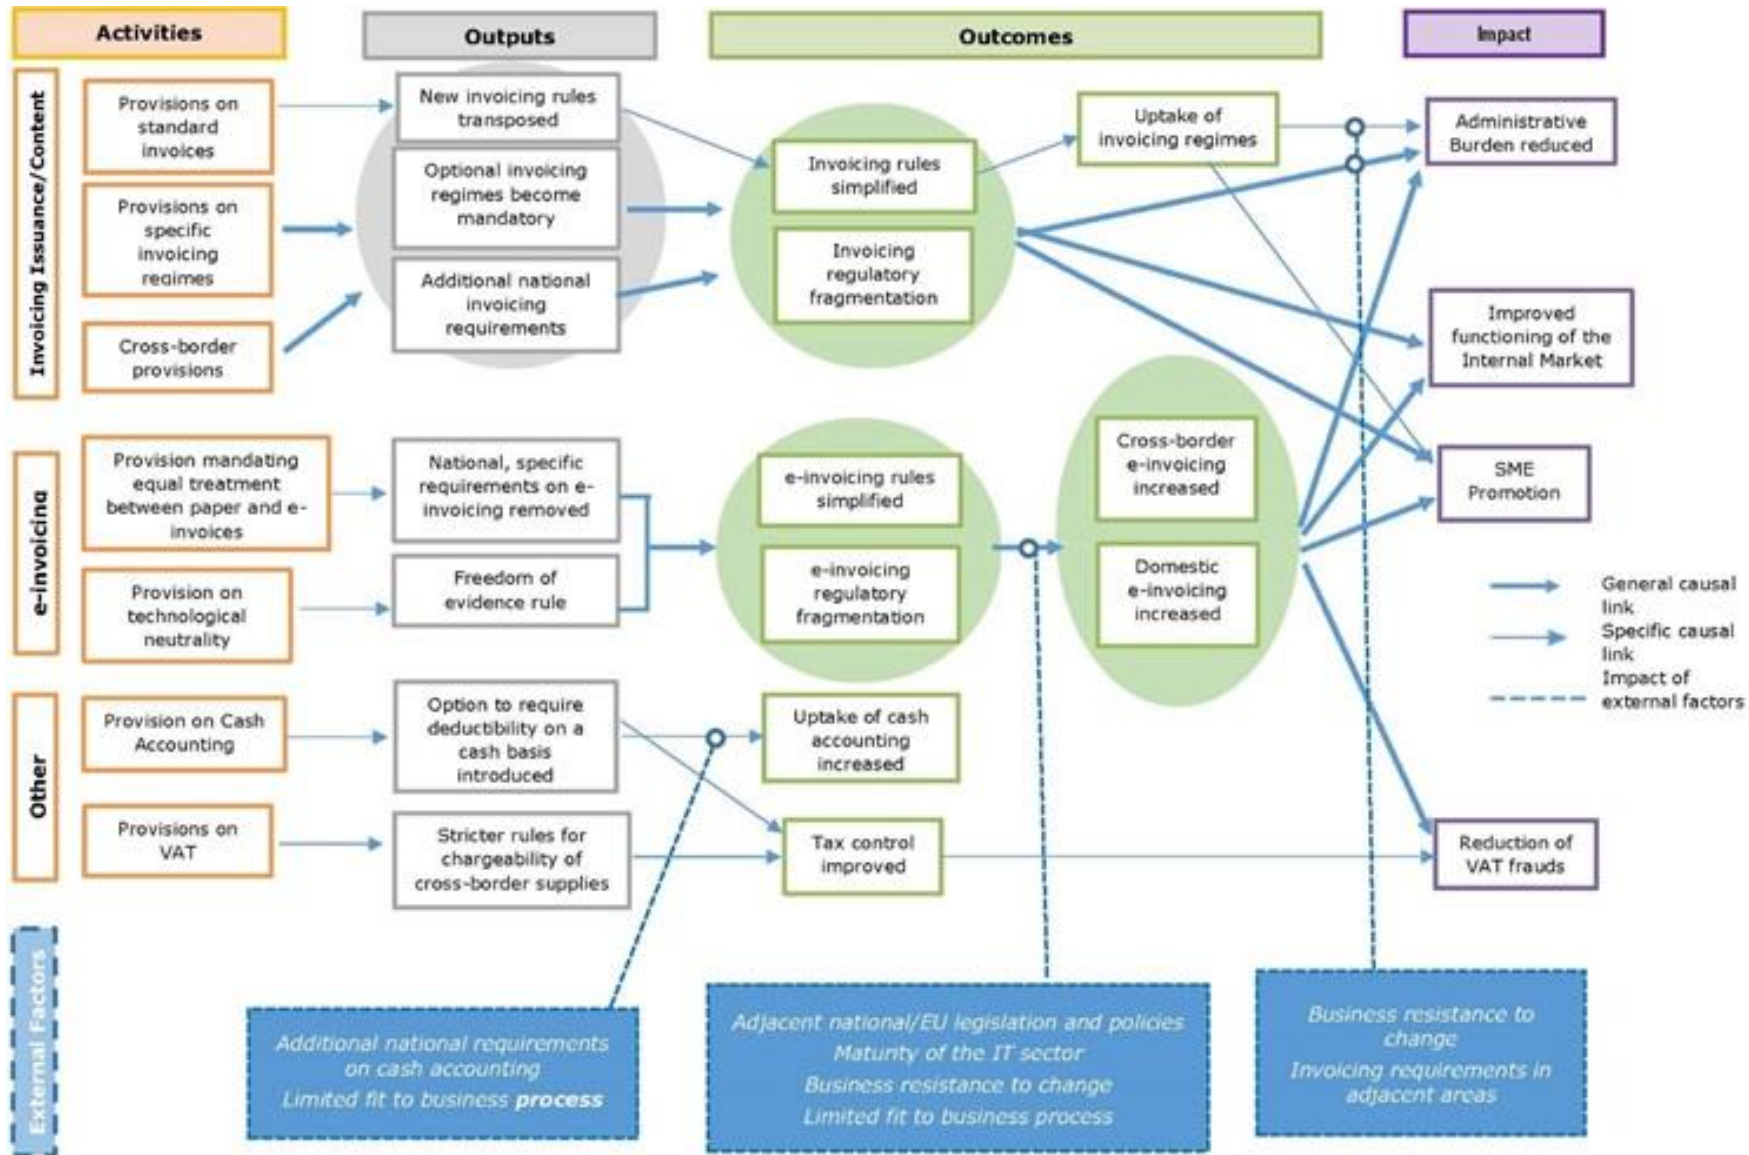 Activities
Outputs
Outcomes
Impact
Invoicing Issuance/Content
Provisions on
standard
invoices
Provisions on
specific
invoicing
regimes
Cross-border
provisions
New invoicing rules
transposed
Optional invoicing
regimes become
mandatory
Additional national
invoicing
requirements
Invoicing rules
simplified
Invoicing
regulatory
fragmentation
Uptake of
invoicing regimes
Administrative
Burden reduced
Improved
functioning of the
Internal Market
SME
Promotion
e-invoicing
Provision mandating
equal treatment
between paper and e-
invoices
Provision on
technological
neutrality
National, specific
requirements on e-
invoicing removed
Freedom of
evidence rule
e-invoicing rules
simplified
e-invoicing
regulatory
fragmentation
Cross-border
e-invoicing
increased
Domestic
e-invoicing
increased
General causal
link
Specific causal
link
Impact of
external factors
Other
Provision on Cash
Accounting
Provisions on
VAT
Option to require
deductibility on a
cash basis
introduced
Stricter rules for
chargeability of
cross-border supplies
Uptake of cash
accounting
increased
Tax control
improved
Reduction of
VAT frauds
External Factors
Additional national requirements
on cash accounting
Limited fit to business process
Adjacent national/EU legislation and policies
Maturity of the IT sector
Business resistance to change
Limited fit to business process
Business resistance to
change
Invoicing requirements in
adjacent areas